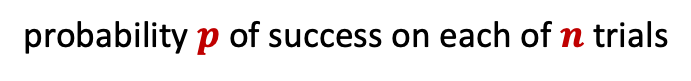 probability p of success on each of n trials